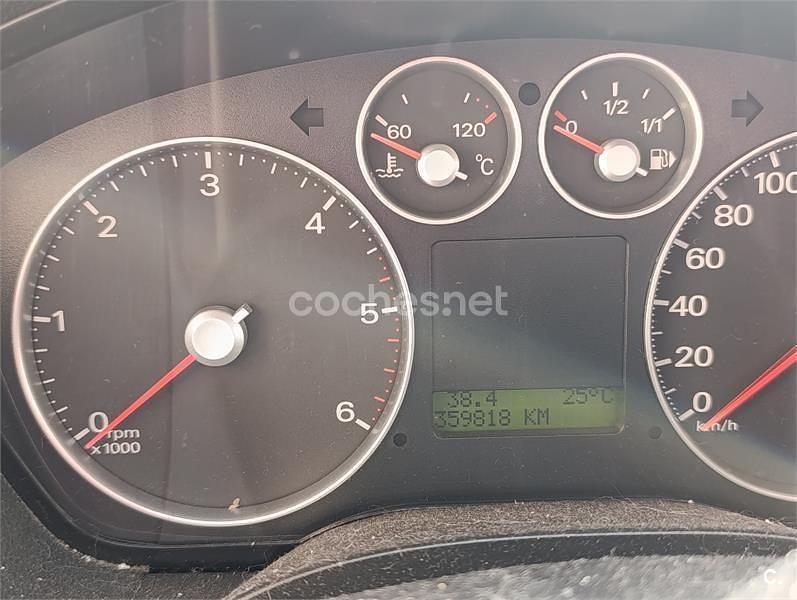 60 120 °C
0 1/2 1/1
0 1 2 3 4 5 6
rpm
x1000
0 20 40 60 80 100
km/h
coches.net
38.4 25°C
359818 KM
c.